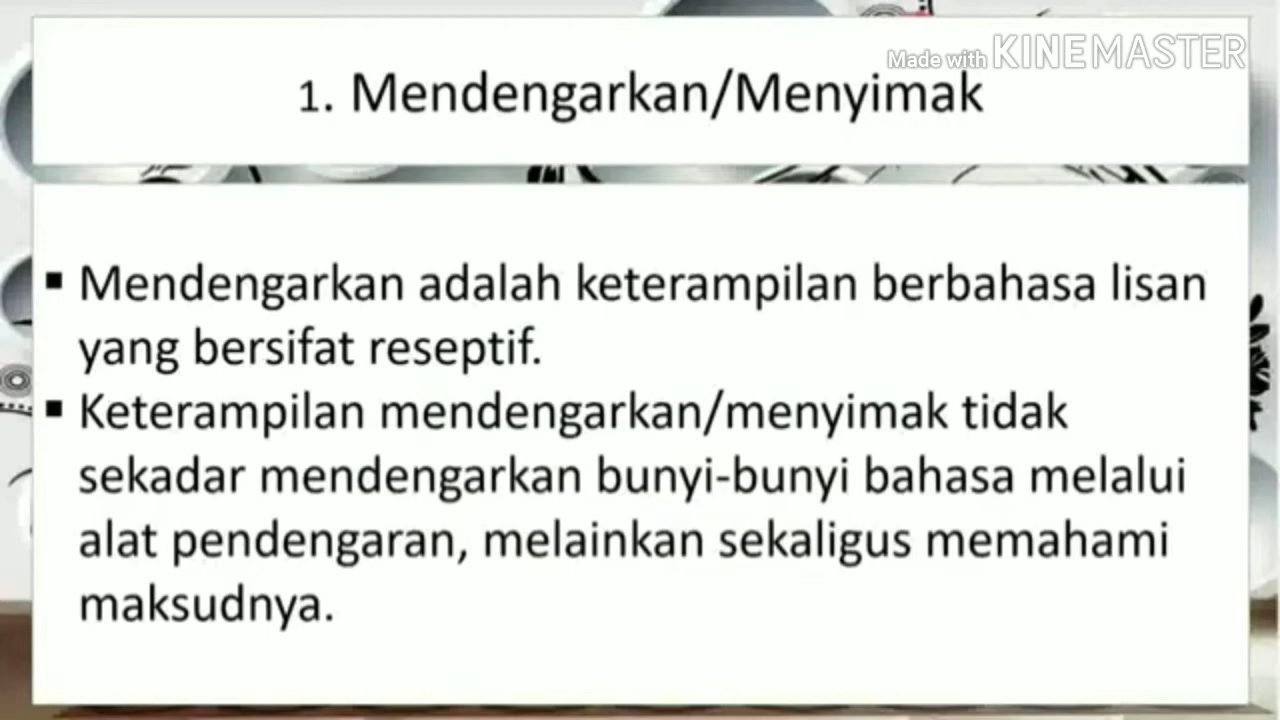 Made with KINEMASTER
1. Mendengarkan/Menyimak
▪ Mendengarkan adalah keterampilan berbahasa lisan
yang bersifat reseptif.
▪ Keterampilan mendengarkan/menyimak tidak
sekadar mendengarkan bunyi-bunyi bahasa melalui
alat pendengaran, melainkan sekaligus memahami
maksudnya.